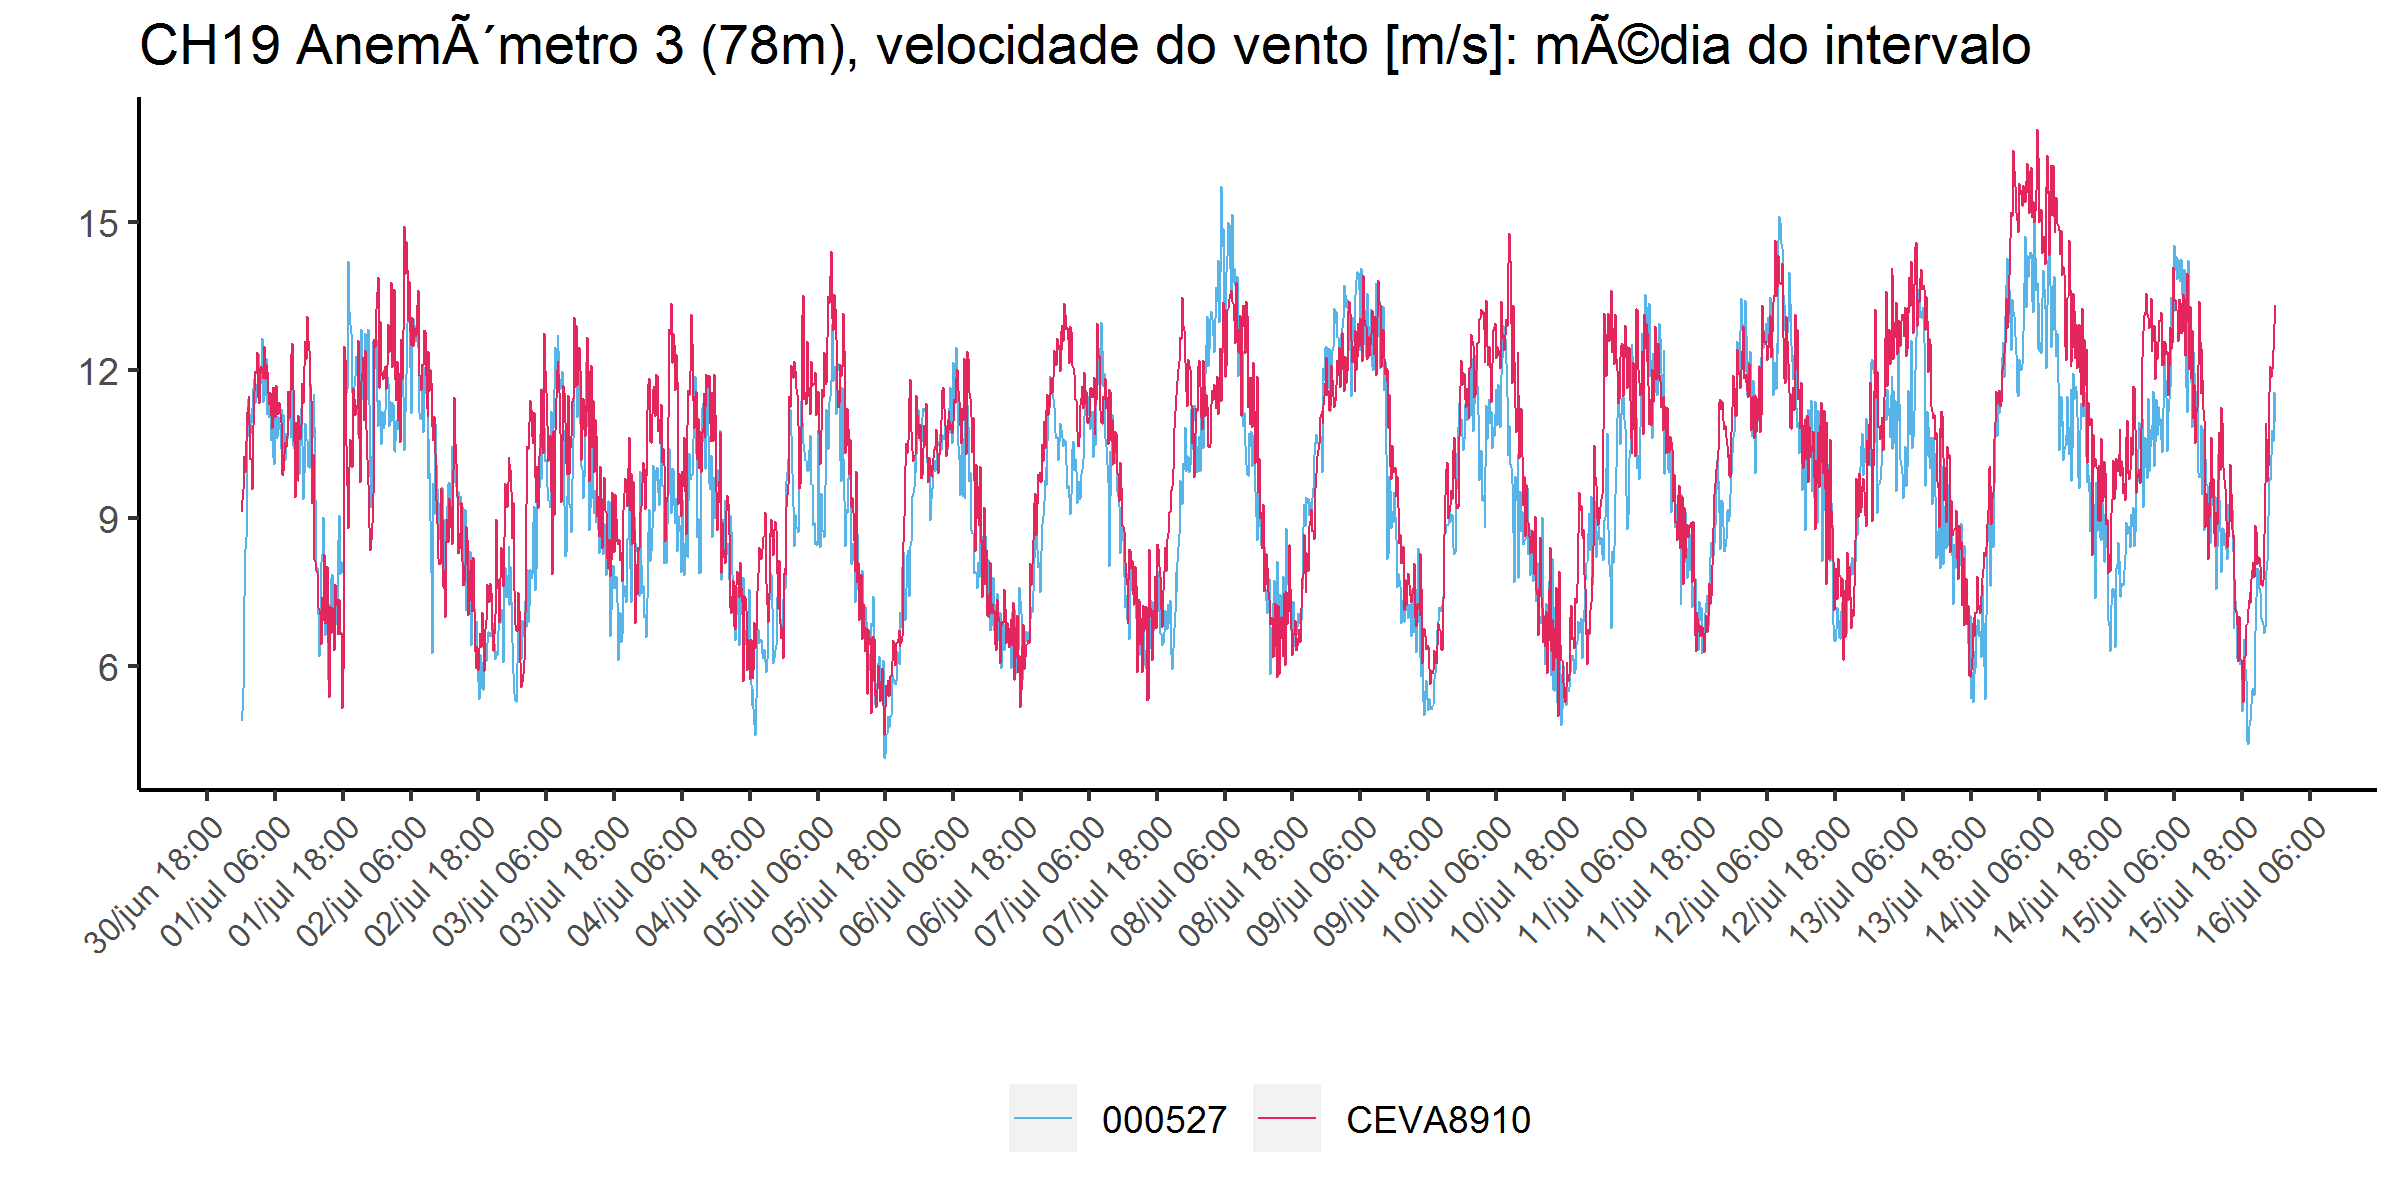 CH19 AnemÃ´metro 3 (78m), velocidade do vento [m/s]: mÃ©dia do intervalo
15
12
9
6
30/jun 18:00
01/jul 06:00
01/jul 18:00
02/jul 06:00
02/jul 18:00
03/jul 06:00
03/jul 18:00
04/jul 06:00
04/jul 18:00
05/jul 06:00
05/jul 18:00
06/jul 06:00
06/jul 18:00
07/jul 06:00
07/jul 18:00
08/jul 06:00
08/jul 18:00
09/jul 06:00
09/jul 18:00
10/jul 06:00
10/jul 18:00
11/jul 06:00
11/jul 18:00
12/jul 06:00
12/jul 18:00
13/jul 06:00
13/jul 18:00
14/jul 06:00
14/jul 18:00
15/jul 06:00
15/jul 18:00
16/jul 06:00
000527
CEVA8910